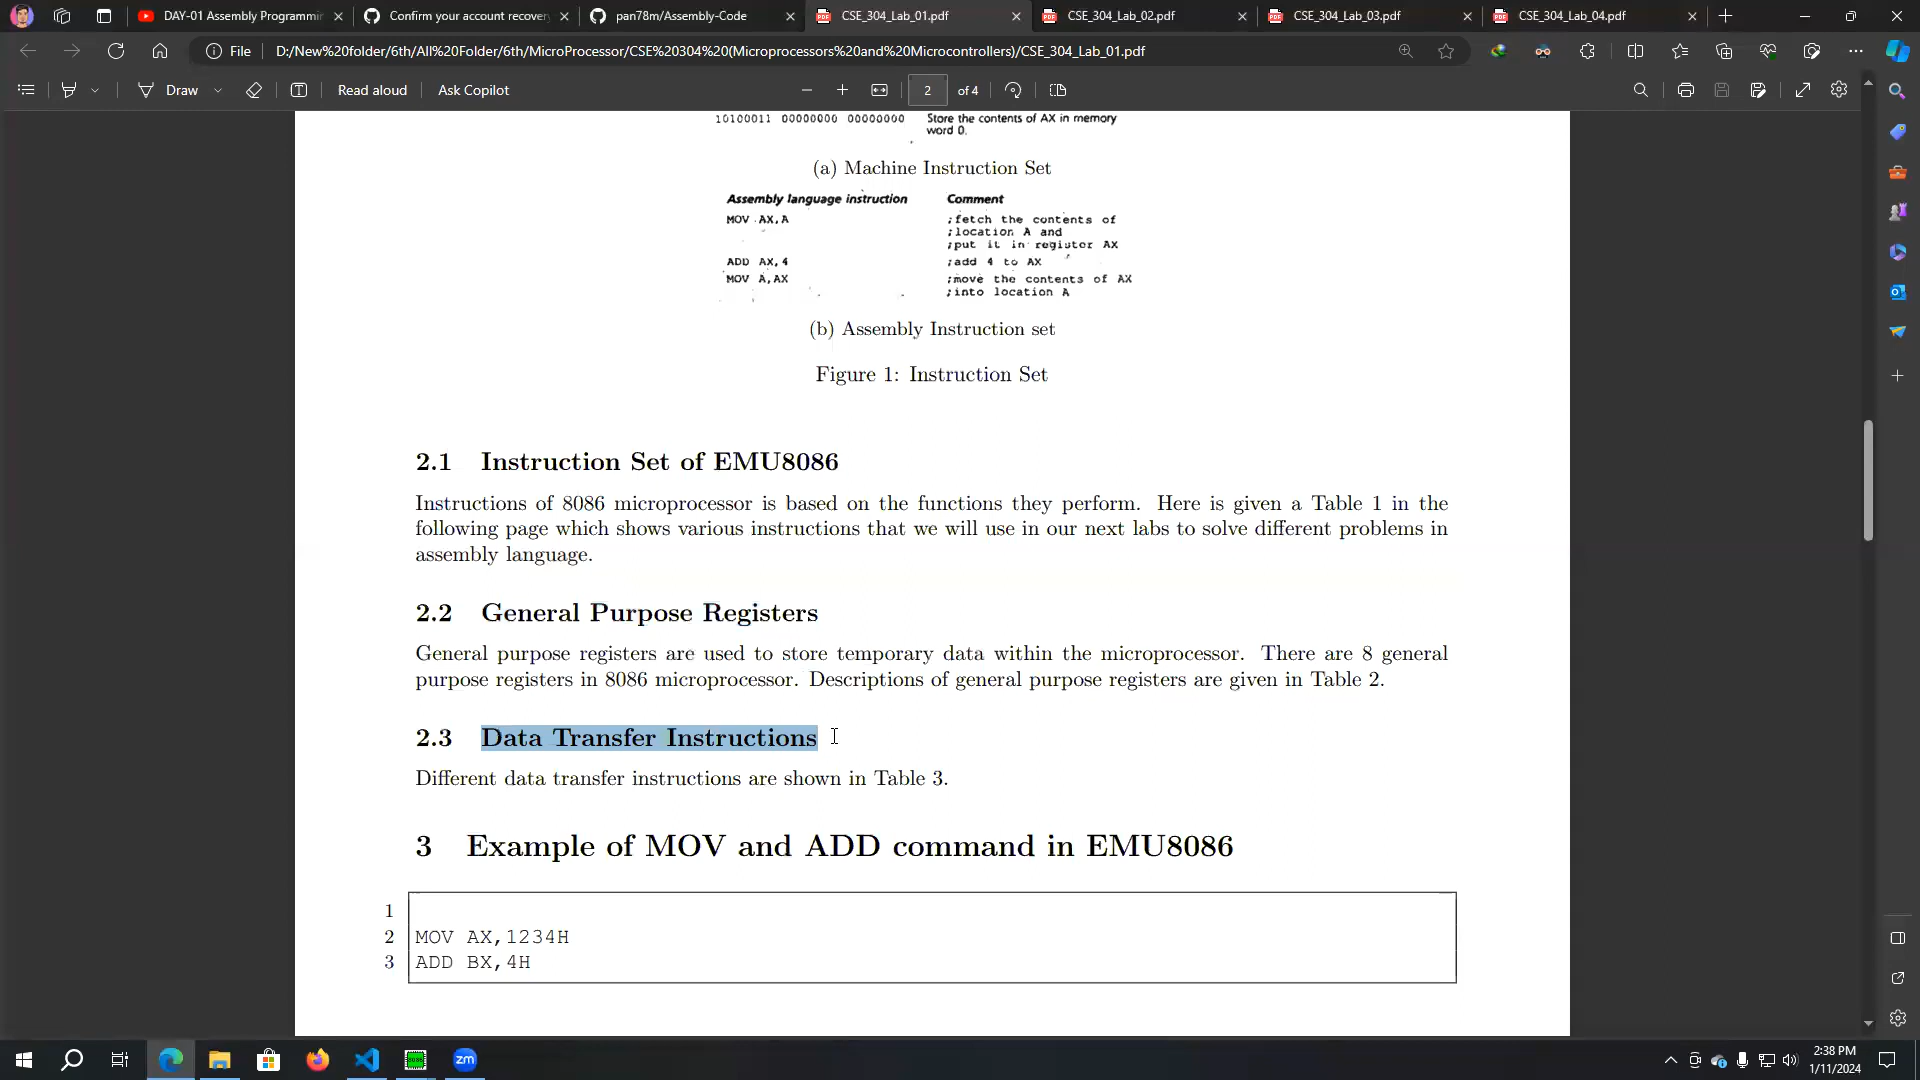 DAY-01 Assembly Programmin
Confirm your account recovery
pan78m/Assembly-Code
CSE_304_Lab_01.pdf
CSE_304_Lab_02.pdf
CSE_304_Lab_03.pdf
CSE_304_Lab_04.pdf
File
D:/New%20folder/6th/All%20Folder/6th/MicroProcessor/CSE%20304%20(Microprocessors%20and%20Microcontrollers)/CSE_304_Lab_01.pdf
Draw
Read aloud
Ask Copilot
2 of 4
10100011 00000000 00000000 Store the contents of AX in memory
word 0.
(a) Machine Instruction Set
Assembly language instruction Comment
MOV AX,A ;fetch the contents of
;location A and
;put it in register AX
ADD AX,4 ;add 4 to AX
MOV A,AX ;move the contents of AX
;into location A
(b) Assembly Instruction set
Figure 1: Instruction Set
2.1 Instruction Set of EMU8086
Instructions of 8086 microprocessor is based on the functions they perform. Here is given a Table 1 in the
following page which shows various instructions that we will use in our next labs to solve different problems in
assembly language.
2.2 General Purpose Registers
General purpose registers are used to store temporary data within the microprocessor. There are 8 general
purpose registers in 8086 microprocessor. Descriptions of general purpose registers are given in Table 2.
2.3 Data Transfer Instructions
Different data transfer instructions are shown in Table 3.
3 Example of MOV and ADD command in EMU8086
1
2 MOV AX,1234H
3 ADD BX,4H
zm
2:38 PM
1/11/2024